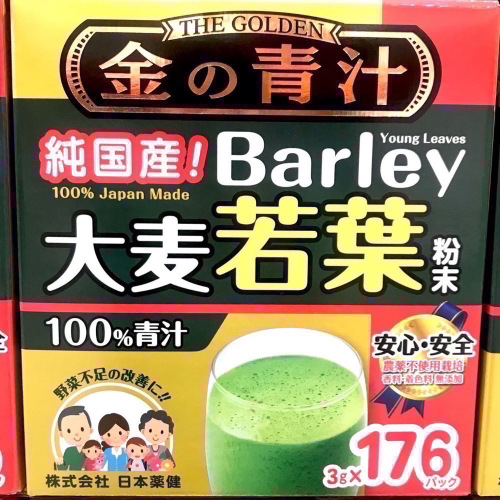 THE GOLDEN
金の青汁
純国産!
100% Japan Made
Young Leaves
Barley
大麦若葉粉末
100%青汁
安心・安全
農薬不使用栽培
香料・着色料 無添加
野菜不足の改善に!!
株式会社 日本薬健
3g×176パック